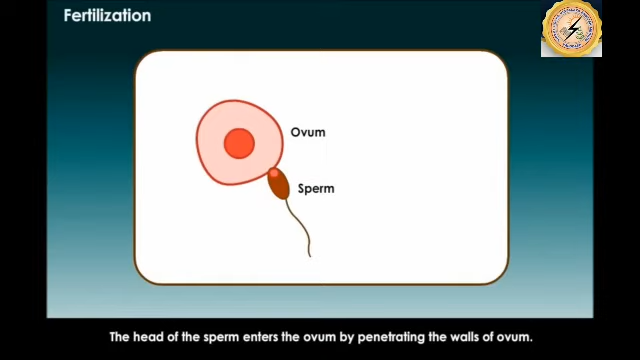 Fertilization
Ovum
Sperm
The head of the sperm enters the ovum by penetrating the walls of ovum.